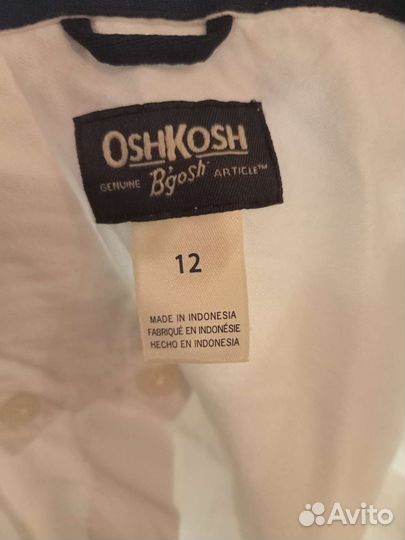 OSHKOSH
GENUINE B'gosh ARTICLE™
12
MADE IN INDONESIA
FABRIQUÉ EN INDONÉSIE
HECHO EN INDONESIA
Avito